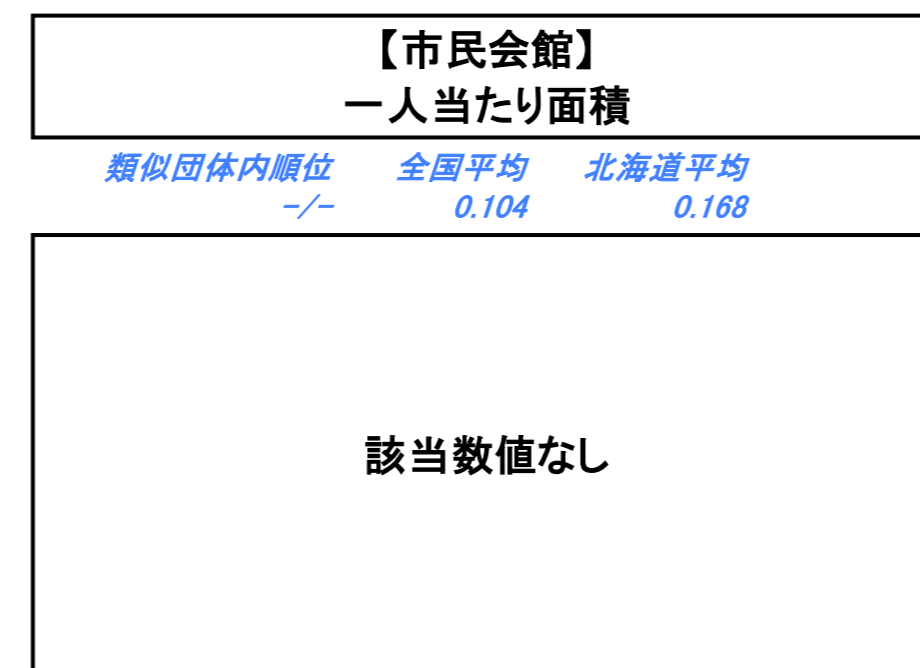 【市民会館】
一人当たり面積
類似団体内順位 全国平均 北海道平均
-/- 0.104 0.168
該当数値なし